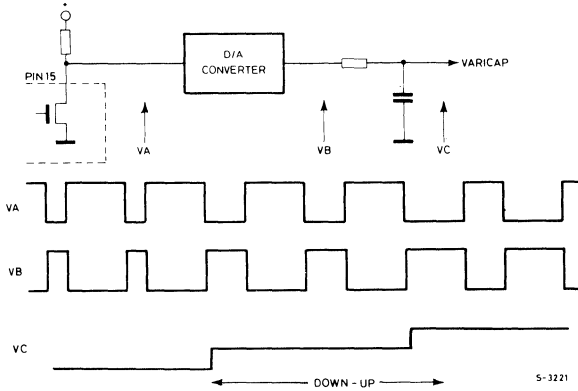 +
D/A
CONVERTER
VARICAP
PIN 15
VA
VB
VC
VA
VB
VC
DOWN-UP
S-3221